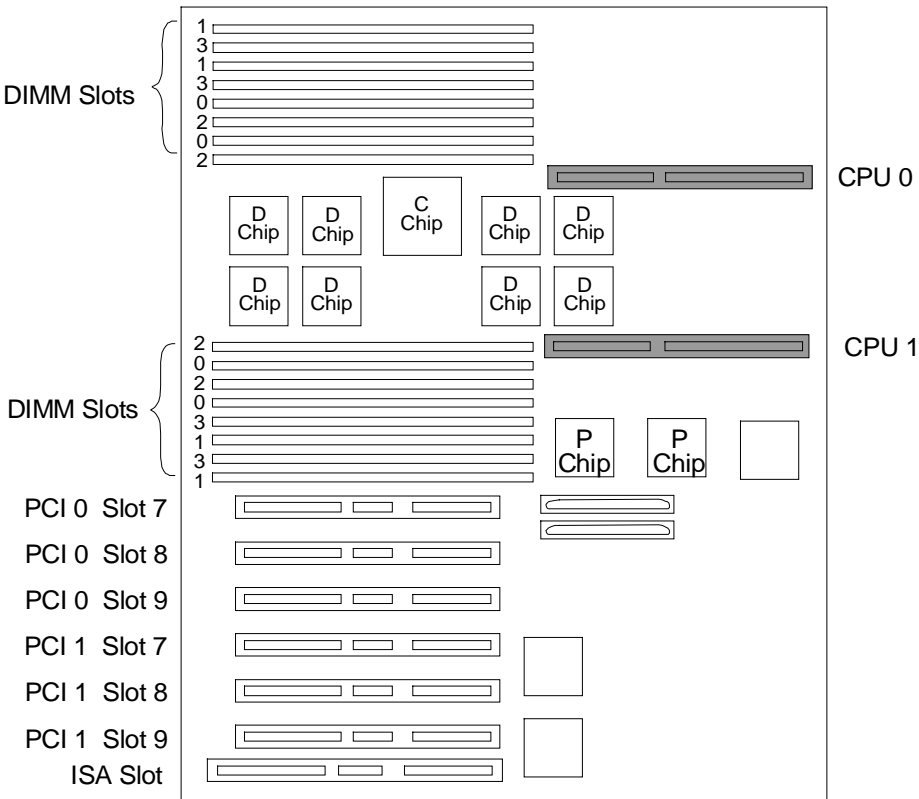 1
3
1
3
0
2
0
2
DIMM Slots
CPU 0
C
Chip
D
Chip
D
Chip
D
Chip
D
Chip
D
Chip
D
Chip
D
Chip
D
Chip
CPU 1
2
0
2
0
3
1
3
1
DIMM Slots
P
Chip
P
Chip
PCI 0 Slot 7
PCI 0 Slot 8
PCI 0 Slot 9
PCI 1 Slot 7
PCI 1 Slot 8
PCI 1 Slot 9
ISA Slot